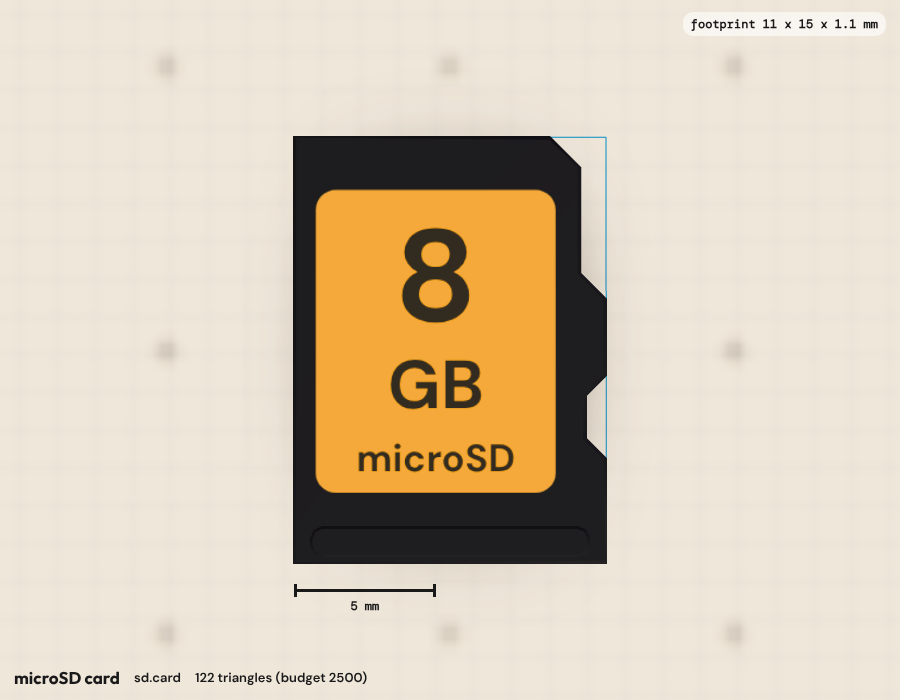 footprint 11 x 15 x 1.1 mm
8
GB
microSD
5 mm
microSD card sd.card 122 triangles (budget 2500)